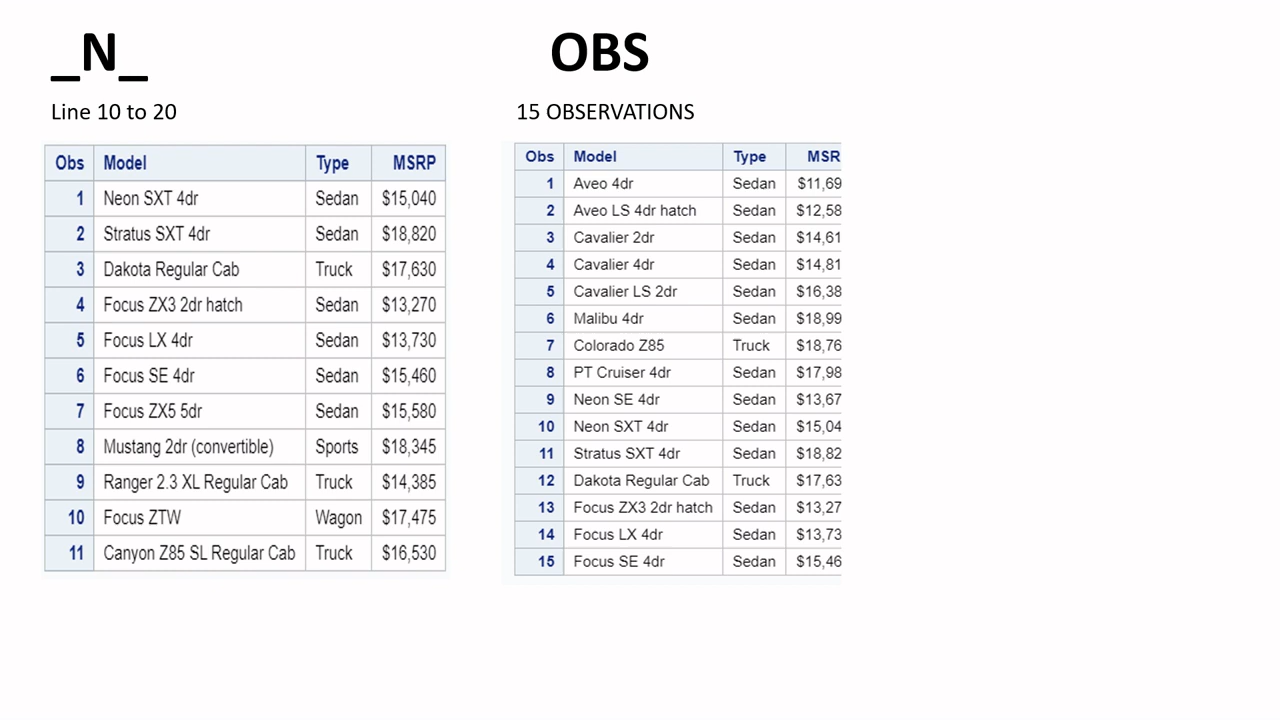 _N_
Line 10 to 20
Obs Model Type MSRP
1 Neon SXT 4dr Sedan $15,040
2 Stratus SXT 4dr Sedan $18,820
3 Dakota Regular Cab Truck $17,630
4 Focus ZX3 2dr hatch Sedan $13,270
5 Focus LX 4dr Sedan $13,730
6 Focus SE 4dr Sedan $15,460
7 Focus ZX5 5dr Sedan $15,580
8 Mustang 2dr (convertible) Sports $18,345
9 Ranger 2.3 XL Regular Cab Truck $14,385
10 Focus ZTW Wagon $17,475
11 Canyon Z85 SL Regular Cab Truck $16,530
OBS
15 OBSERVATIONS
Obs Model Type MSR
1 Aveo 4dr Sedan $11,69
2 Aveo LS 4dr hatch Sedan $12,58
3 Cavalier 2dr Sedan $14,61
4 Cavalier 4dr Sedan $14,81
5 Cavalier LS 2dr Sedan $16,38
6 Malibu 4dr Sedan $18,99
7 Colorado Z85 Truck $18,76
8 PT Cruiser 4dr Sedan $17,98
9 Neon SE 4dr Sedan $13,67
10 Neon SXT 4dr Sedan $15,04
11 Stratus SXT 4dr Sedan $18,82
12 Dakota Regular Cab Truck $17,63
13 Focus ZX3 2dr hatch Sedan $13,27
14 Focus LX 4dr Sedan $13,73
15 Focus SE 4dr Sedan $15,46